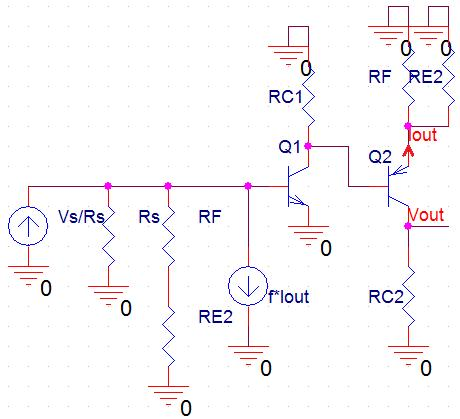 0 0
0 RF RE2
RC1
Iout
Q1 Q2
Vs/Rs Rs RF Vout
0
f*Iout
0 0 RE2 RC2
0 0
0